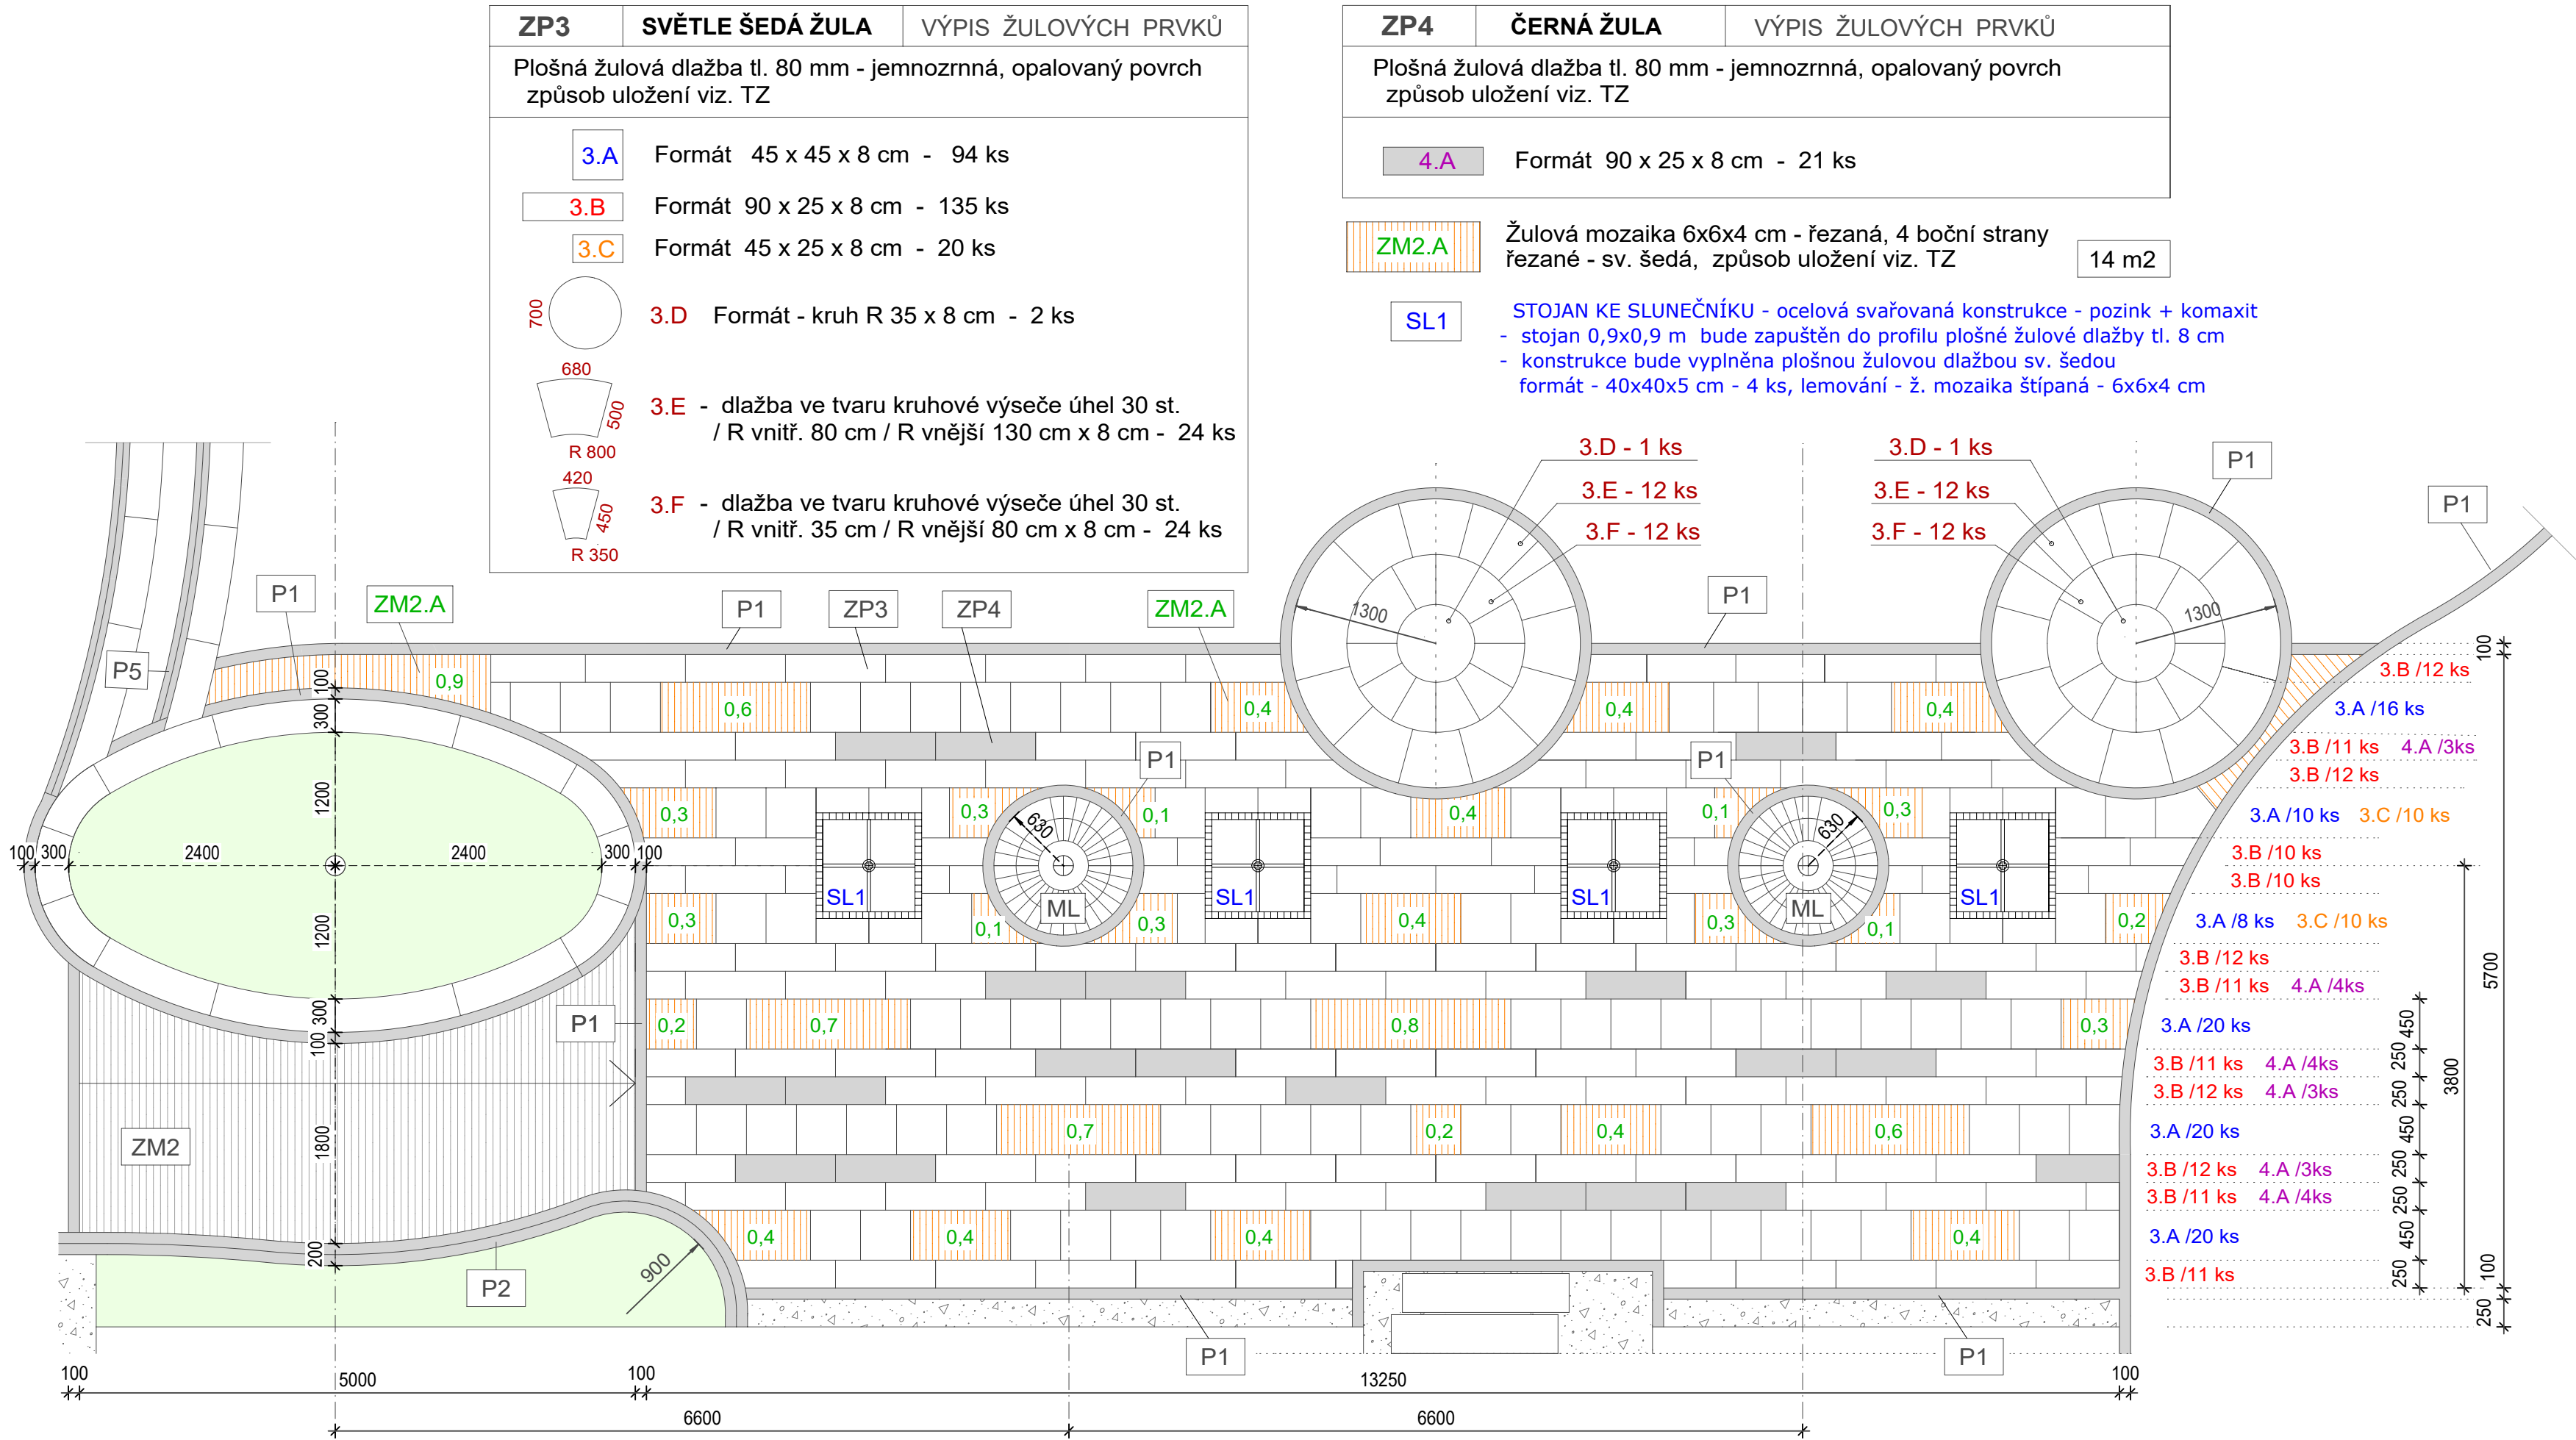 ZP3 SVĚTLE ŠEDÁ ŽULA VÝPIS ŽULOVÝCH PRVKŮ
Plošná žulová dlažba tl. 80 mm - jemnozrnná, opalovaný povrch
způsob uložení viz. TZ
3.A Formát 45 x 45 x 8 cm - 94 ks
3.B Formát 90 x 25 x 8 cm - 135 ks
3.C Formát 45 x 25 x 8 cm - 20 ks
700 3.D Formát - kruh R 35 x 8 cm - 2 ks
680
500 3.E - dlažba ve tvaru kruhové výseče úhel 30 st.
/ R vnitř. 80 cm / R vnější 130 cm x 8 cm - 24 ks
R 800
420
450 3.F - dlažba ve tvaru kruhové výseče úhel 30 st.
/ R vnitř. 35 cm / R vnější 80 cm x 8 cm - 24 ks
R 350
ZP4 ČERNÁ ŽULA VÝPIS ŽULOVÝCH PRVKŮ
Plošná žulová dlažba tl. 80 mm - jemnozrnná, opalovaný povrch
způsob uložení viz. TZ
4.A Formát 90 x 25 x 8 cm - 21 ks
ZM2.A Žulová mozaika 6x6x4 cm - řezaná, 4 boční strany
řezané - sv. šedá, způsob uložení viz. TZ 14 m2
SL1 STOJAN KE SLUNEČNÍKU - ocelová svařovaná konstrukce - pozink + komaxit
- stojan 0,9x0,9 m bude zapuštěn do profilu plošné žulové dlažby tl. 8 cm
- konstrukce bude vyplněna plošnou žulovou dlažbou sv. šedou
formát - 40x40x5 cm - 4 ks, lemování - ž. mozaika štípaná - 6x6x4 cm
3.D - 1 ks 3.D - 1 ks P1
3.E - 12 ks 3.E - 12 ks P1
3.F - 12 ks 3.F - 12 ks
P1 ZM2.A P1 ZP3 ZP4 ZM2.A P1
1300 1300
P5 100 0,9 100
3.B /12 ks
300 0,6 0,4 0,4 0,4 3.A /16 ks
3.B /11 ks 4.A /3ks
P1 P1
3.B /12 ks
1200 0,3 0,3 630 0,1 0,4 0,1 630 0,3 3.A /10 ks 3.C /10 ks
100 300 2400 2400 300 100 3.B /10 ks
3.B /10 ks
SL1 ML SL1 SL1 ML SL1
1200 0,3 0,1 0,3 0,4 0,3 0,1 0,2 3.A /8 ks 3.C /10 ks
3.B /12 ks
3.B /11 ks 4.A /4ks 5700
300 100 P1 0,2 0,7 0,8 0,3 3.A /20 ks 450
3.B /11 ks 4.A /4ks 250 3800
3.B /12 ks 4.A /3ks 250
ZM2 1800 0,7 0,2 0,4 0,6 3.A /20 ks 450
3.B /12 ks 4.A /3ks 250
3.B /11 ks 4.A /4ks 250
200 900 0,4 0,4 0,4 0,4 3.A /20 ks 450
P2 3.B /11 ks 250 100
250
P1 P1
100 5000 100 13250 100
6600 6600